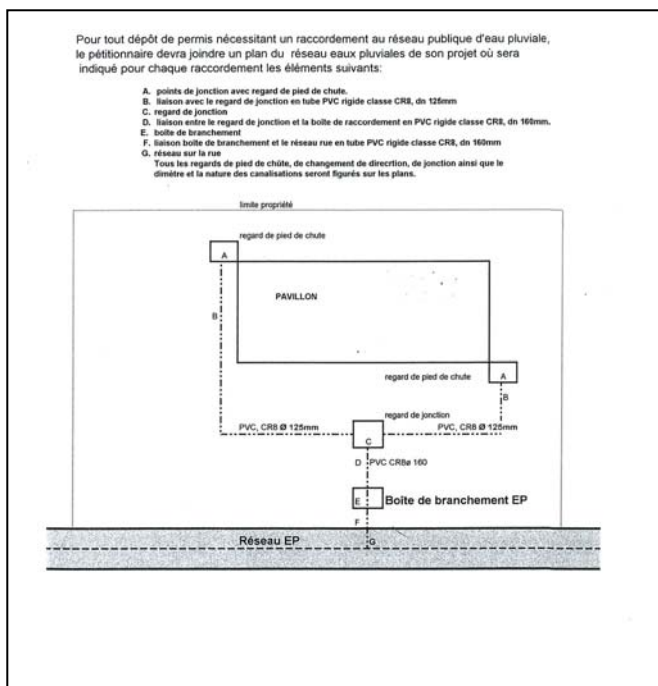 Pour tout dépôt de permis nécessitant un raccordement au réseau publique d'eau pluviale,
le pétitionnaire devra joindre un plan du réseau eaux pluviales de son projet où sera
indiqué pour chaque raccordement les éléments suivants:
A. points de jonction avec regard de pied de chute.
B. liaison avec le regard de jonction en tube PVC rigide classe CR8, dn 125mm
C. regard de jonction
D. liaison entre le regard de jonction et la boîte de raccordement en PVC rigide classe CR8, dn 160mm.
E. boîte de branchement
F. liaison boîte de branchement et le réseau rue en tube PVC rigide classe CR8, dn 160mm
G. réseau sur la rue
Tous les regards de pied de chûte, de changement de direcrtion, de jonction ainsi que le
dimètre et la nature des canalisations seront figurés sur les plans.
limite propriété
regard de pied de chute
A
PAVILLON
B
regard de pied de chute
A
B
regard de jonction
PVC, CR8 Ø 125mm
PVC, CR8 Ø 125mm
C
D PVC CR8ø 160
E Boîte de branchement EP
F
Réseau EP
G